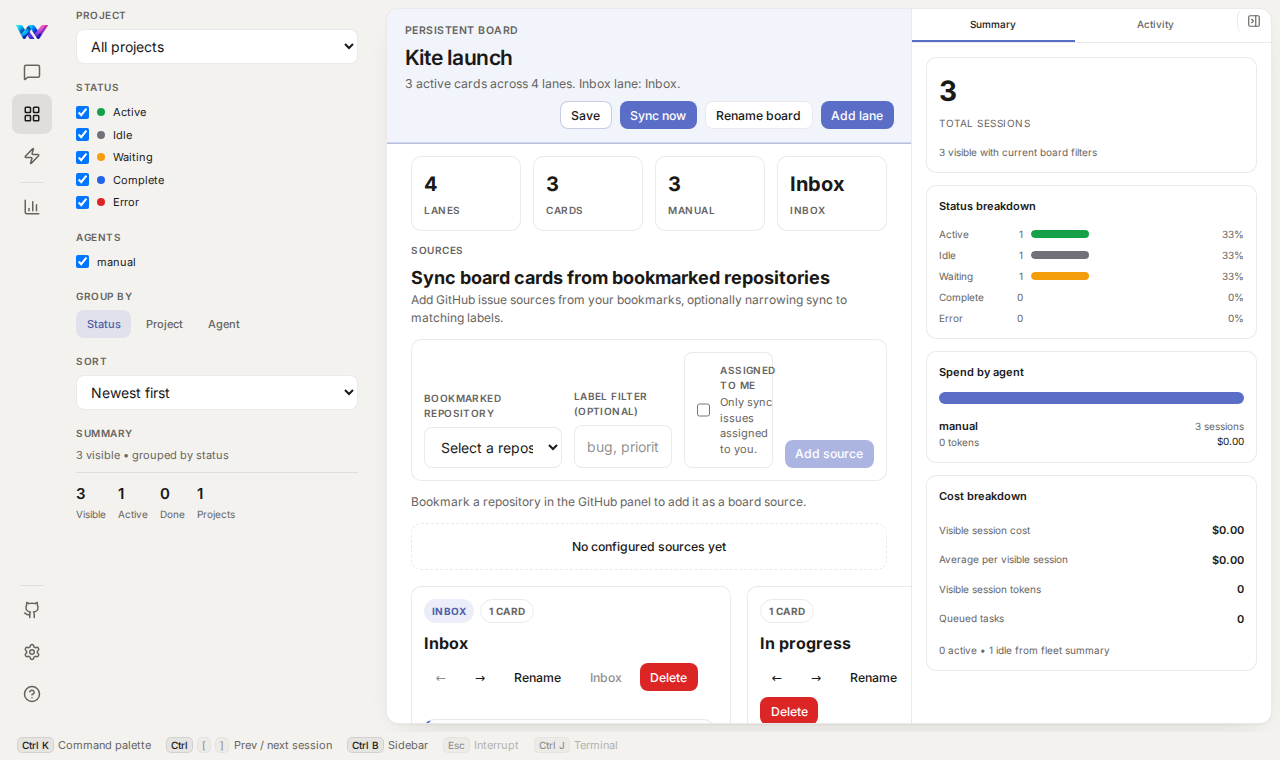 PROJECT
All projects
STATUS
Active
Idle
Waiting
Complete
Error
AGENTS
manual
GROUP BY
Status Project Agent
SORT
Newest first
SUMMARY
3 visible • grouped by status
3 1 0 1
Visible Active Done Projects
PERSISTENT BOARD
Kite launch
3 active cards across 4 lanes. Inbox lane: Inbox.
Save Sync now Rename board Add lane
4 3 3 Inbox
LANES CARDS MANUAL INBOX
SOURCES
Sync board cards from bookmarked repositories
Add GitHub issue sources from your bookmarks, optionally narrowing sync to
matching labels.
BOOKMARKED
REPOSITORY
Select a repos
LABEL FILTER
(OPTIONAL)
bug, priorit
ASSIGNED
TO ME
Only sync
issues
assigned
to you.
Add source
Bookmark a repository in the GitHub panel to add it as a board source.
No configured sources yet
INBOX 1 CARD
Inbox
← → Rename Inbox Delete
1 CARD
In progress
← → Rename
Delete
Summary Activity
3
TOTAL SESSIONS
3 visible with current board filters
Status breakdown
Active 1 33%
Idle 1 33%
Waiting 1 33%
Complete 0 0%
Error 0 0%
Spend by agent
manual 3 sessions
0 tokens $0.00
Cost breakdown
Visible session cost $0.00
Average per visible session $0.00
Visible session tokens 0
Queued tasks 0
0 active • 1 idle from fleet summary
Ctrl K Command palette Ctrl [ ] Prev / next session Ctrl B Sidebar Esc Interrupt Ctrl J Terminal